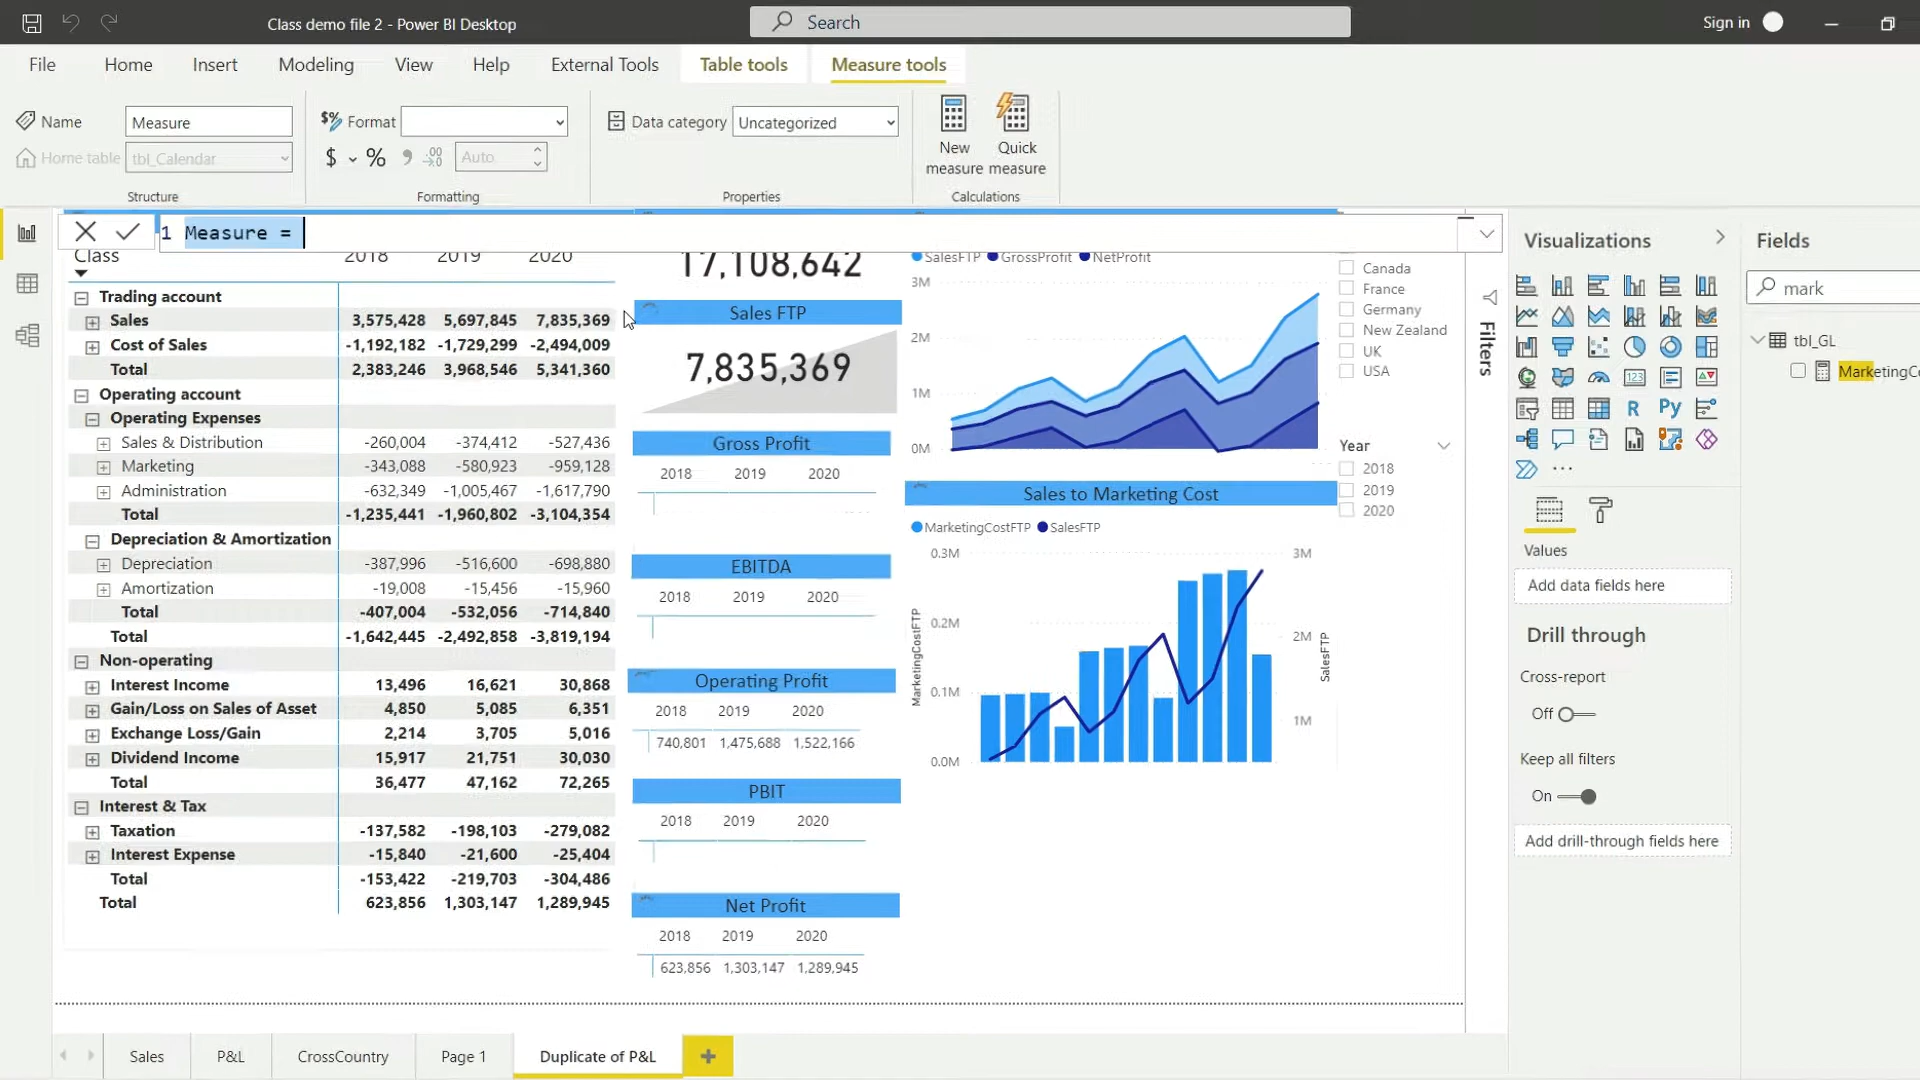 Class demo file 2 - Power BI Desktop
Search
Sign in
File Home Insert Modeling View Help External Tools Table tools Measure tools
Name Measure
Home table tbl_Calendar
Structure
$% Format
$ % 9 .00 Auto
Formatting
Data category Uncategorized
Properties
New measure
Quick measure
Calculations
1 Measure =
Class 2018 2019 2020
Trading account
Sales 3,575,428 5,697,845 7,835,369
Cost of Sales -1,192,182 -1,729,299 -2,494,009
Total 2,383,246 3,968,546 5,341,360
Operating account
Operating Expenses
Sales & Distribution -260,004 -374,412 -527,436
Marketing -343,088 -580,923 -959,128
Administration -632,349 -1,005,467 -1,617,790
Total -1,235,441 -1,960,802 -3,104,354
Depreciation & Amortization
Depreciation -387,996 -516,600 -698,880
Amortization -19,008 -15,456 -15,960
Total -407,004 -532,056 -714,840
Total -1,642,445 -2,492,858 -3,819,194
Non-operating
Interest Income 13,496 16,621 30,868
Gain/Loss on Sales of Asset 4,850 5,085 6,351
Exchange Loss/Gain 2,214 3,705 5,016
Dividend Income 15,917 21,751 30,030
Total 36,477 47,162 72,265
Interest & Tax
Taxation -137,582 -198,103 -279,082
Interest Expense -15,840 -21,600 -25,404
Total -153,422 -219,703 -304,486
Total 623,856 1,303,147 1,289,945
17,108,642
Sales FTP
7,835,369
Gross Profit
2018 2019 2020
EBITDA
2018 2019 2020
Operating Profit
2018 2019 2020
740,801 1,475,688 1,522,166
PBIT
2018 2019 2020
Net Profit
2018 2019 2020
623,856 1,303,147 1,289,945
SalesFTP GrossProfit NetProfit
3M
2M
1M
0M
Sales to Marketing Cost
MarketingCostFTP SalesFTP
0.3M 3M
0.2M 2M
0.1M 1M
0.0M
MarketingCostFTP
SalesFTP
Canada
France
Germany
New Zealand
UK
USA
Year
2018
2019
2020
Filters
Visualizations
R Py
123
Values
Add data fields here
Drill through
Cross-report
Off
Keep all filters
On
Add drill-through fields here
Fields
mark
tbl_GL
MarketingCo
Sales P&L CrossCountry Page 1 Duplicate of P&L +